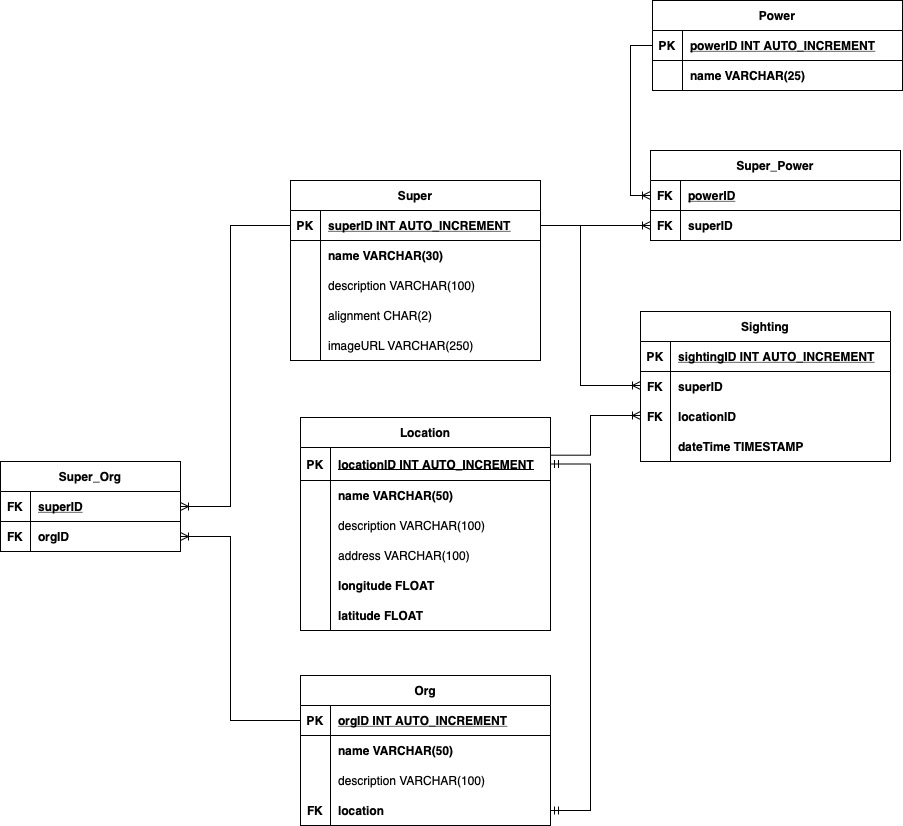 Power
PK powerID INT AUTO_INCREMENT
name VARCHAR(25)
Super_Power
FK powerID
FK superID
Super
PK superID INT AUTO_INCREMENT
name VARCHAR(30)
description VARCHAR(100)
alignment CHAR(2)
imageURL VARCHAR(250)
Sighting
PK sightingID INT AUTO_INCREMENT
FK superID
FK locationID
dateTime TIMESTAMP
Location
PK locationID INT AUTO_INCREMENT
name VARCHAR(50)
description VARCHAR(100)
address VARCHAR(100)
longitude FLOAT
latitude FLOAT
Super_Org
FK superID
FK orgID
Org
PK orgID INT AUTO_INCREMENT
name VARCHAR(50)
description VARCHAR(100)
FK location